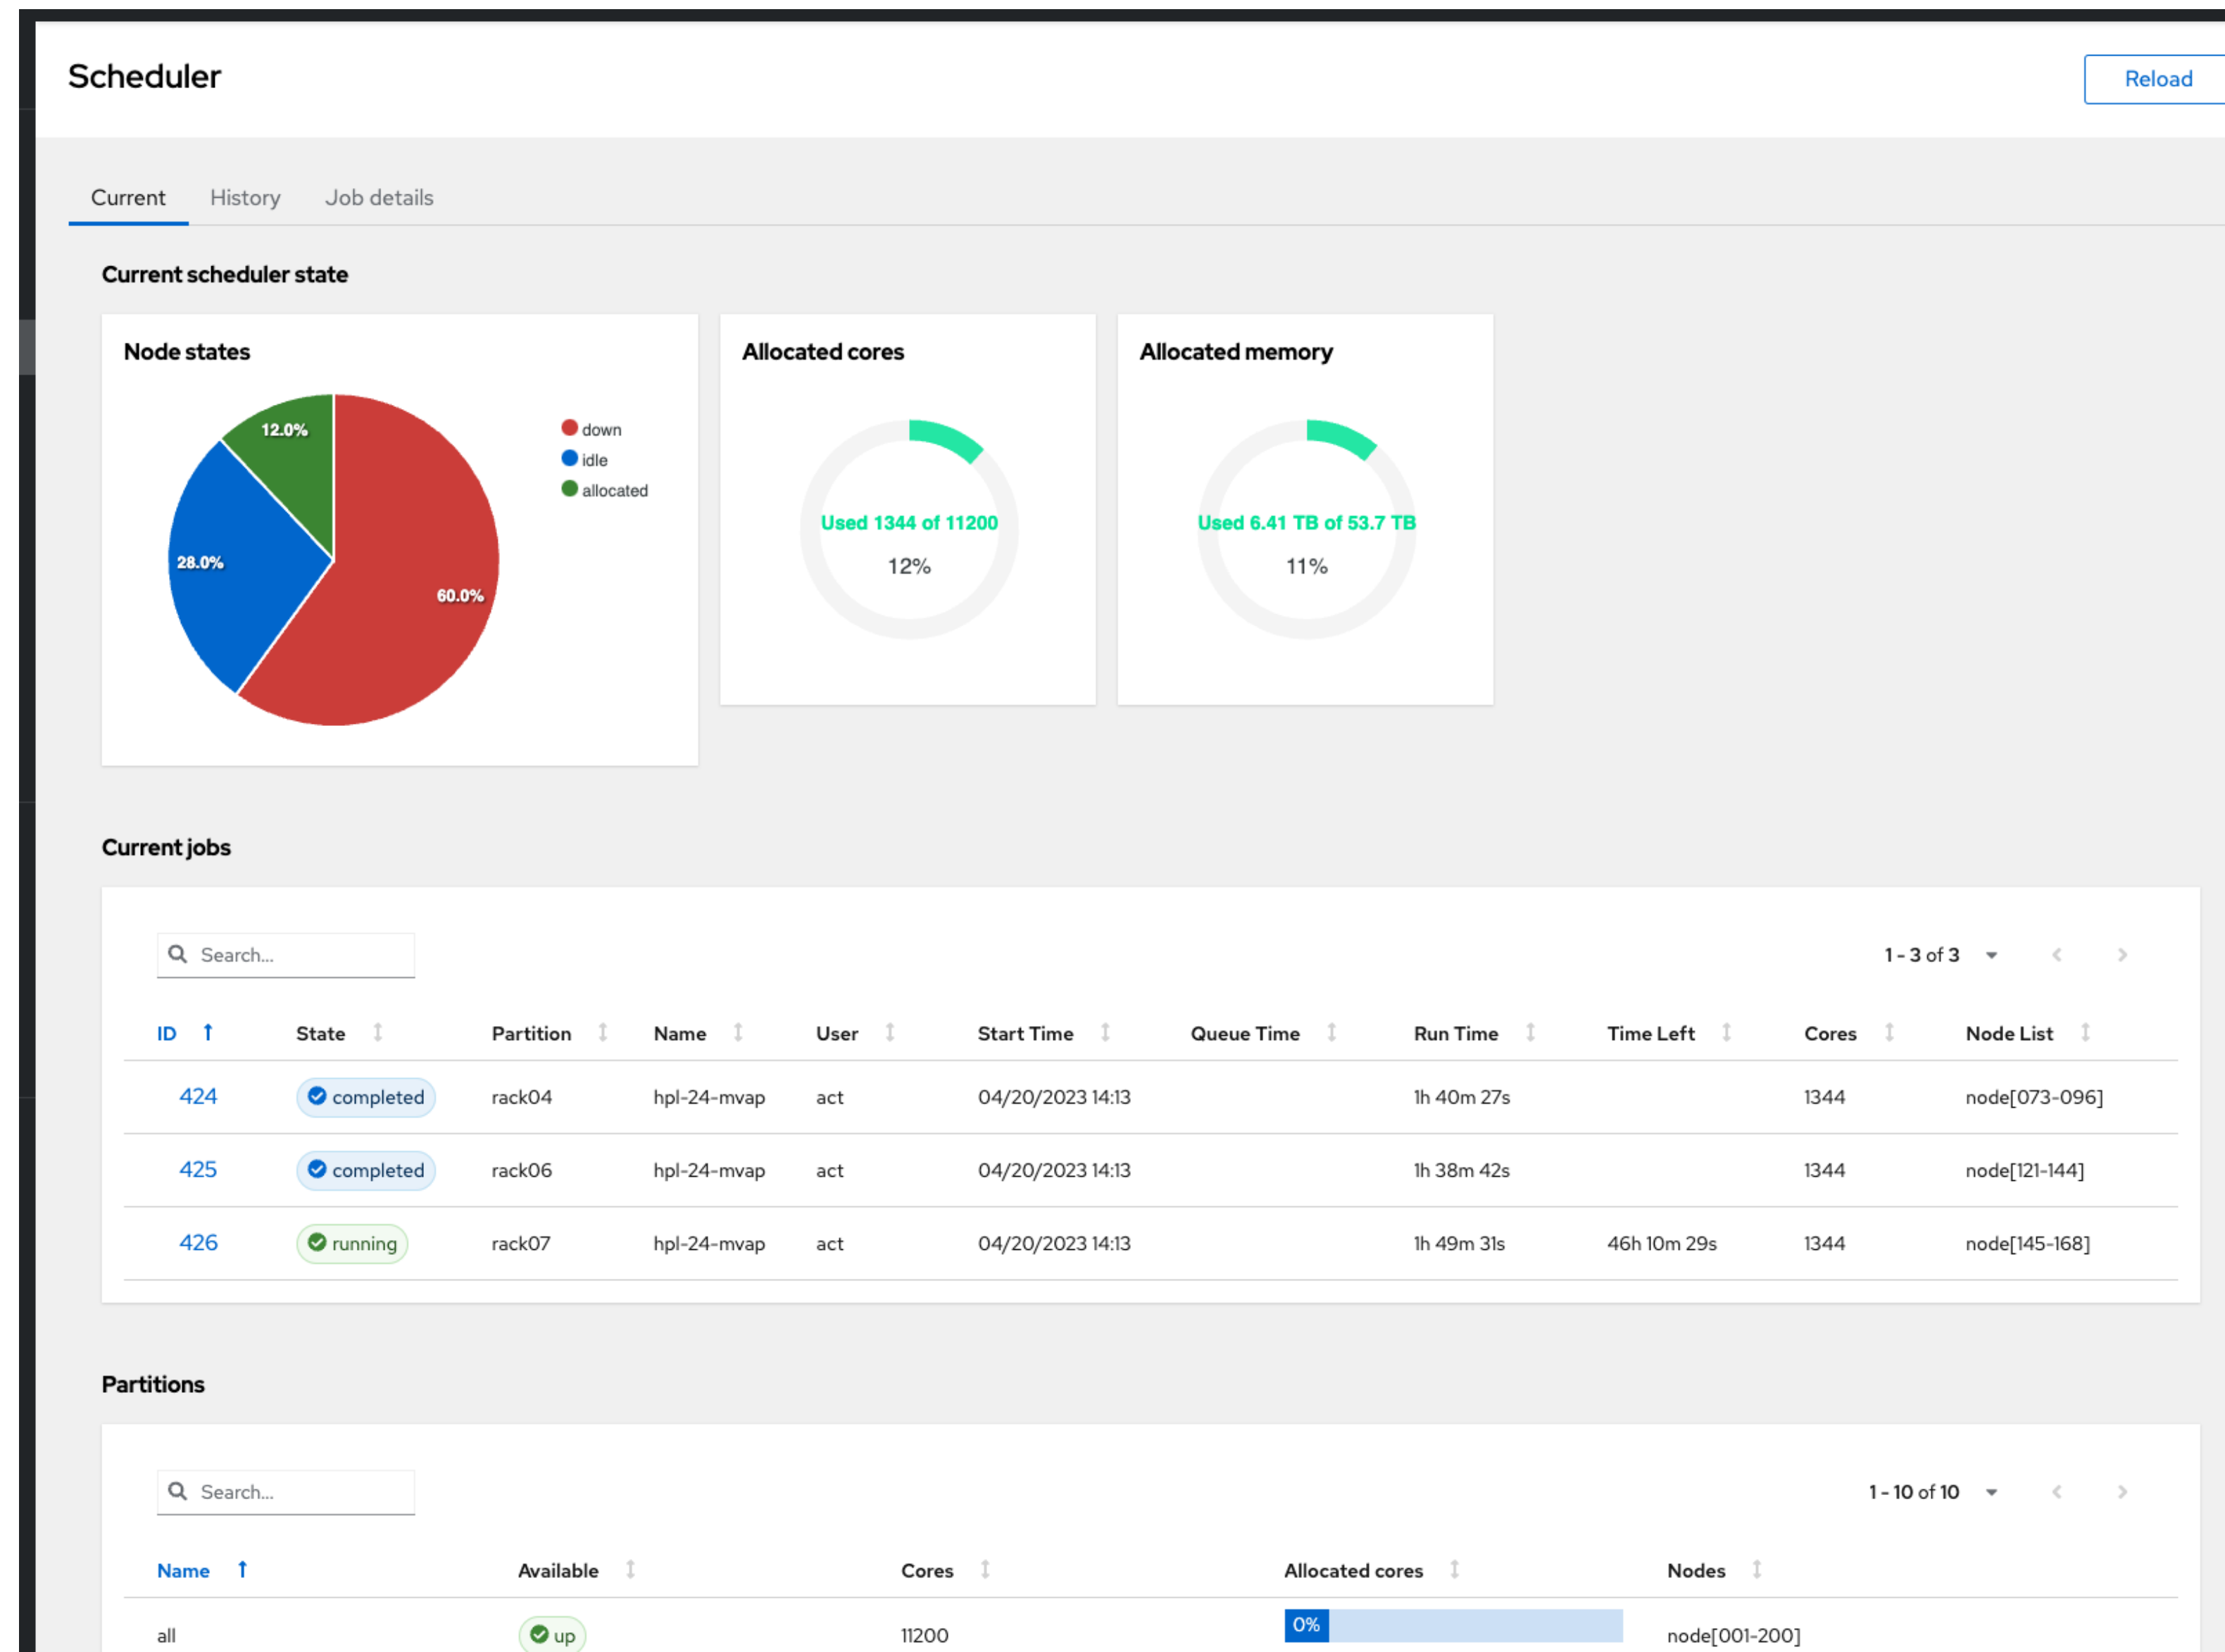 Scheduler
Reload
Current History Job details
Current scheduler state
Node states
12.0%
28.0%
60.0%
down
idle
allocated
Allocated cores
Used 1344 of 11200
12%
Allocated memory
Used 6.41 TB of 53.7 TB
11%
Current jobs
Search... 1 - 3 of 3
ID State Partition Name User Start Time Queue Time Run Time Time Left Cores Node List
424 completed rack04 hpl-24-mvap act 04/20/2023 14:13 1h 40m 27s 1344 node[073-096]
425 completed rack06 hpl-24-mvap act 04/20/2023 14:13 1h 38m 42s 1344 node[121-144]
426 running rack07 hpl-24-mvap act 04/20/2023 14:13 1h 49m 31s 46h 10m 29s 1344 node[145-168]
Partitions
Search... 1 - 10 of 10
Name Available Cores Allocated cores Nodes
all up 11200 0% node[001-200]